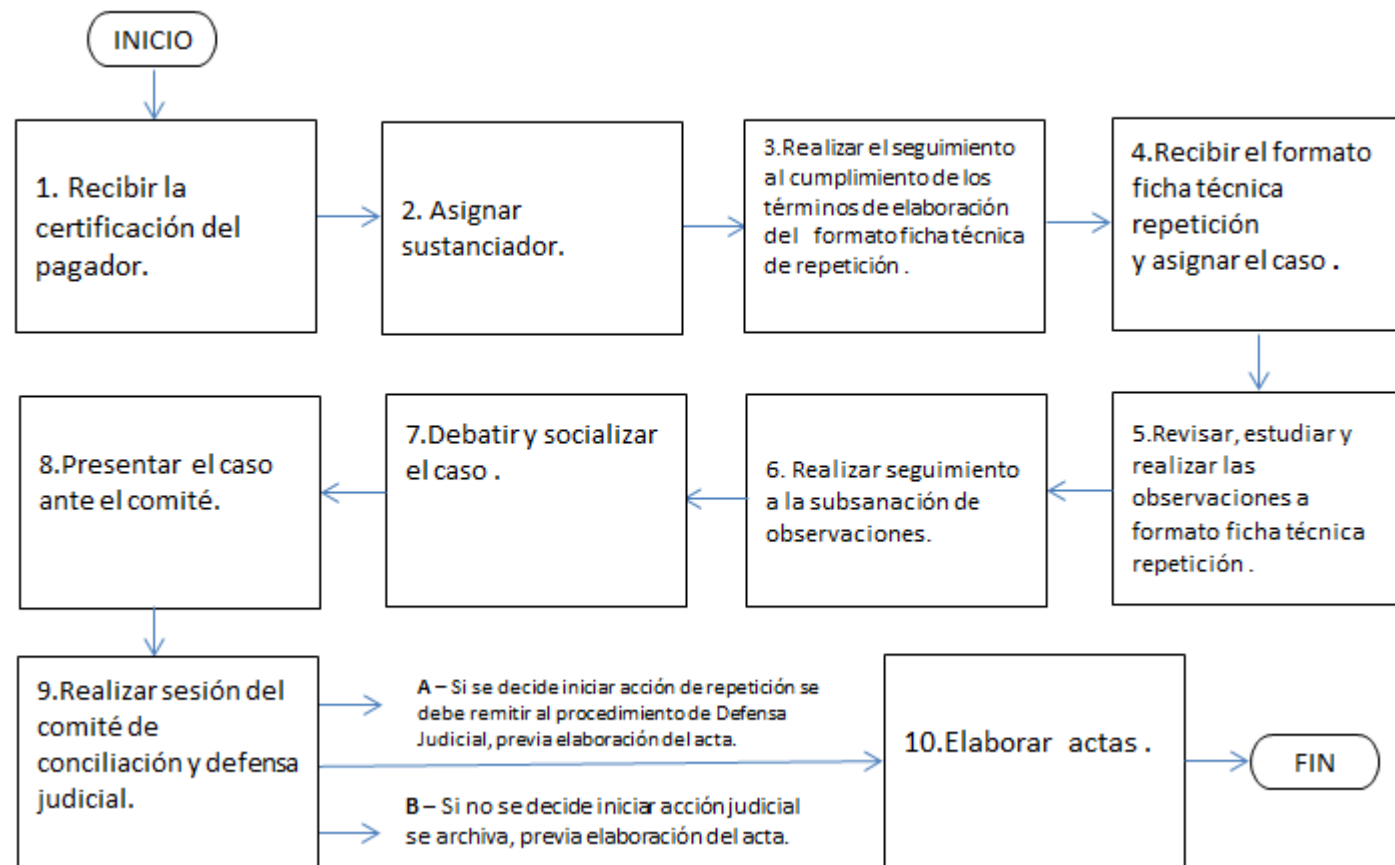 INICIO
1. Recibir la
certificación del
pagador.
2. Asignar
sustanciador.
3.Realizar el seguimiento
al cumplimiento de los
términos de elaboración
del formato ficha técnica
de repetición .
4.Recibir el formato
ficha técnica
repetición
y asignar el caso .
5.Revisar, estudiar y
realizar las
observaciones a
formato ficha técnica
repetición .
6. Realizar seguimiento
a la subsanación de
observaciones.
7.Debatir y socializar
el caso .
8.Presentar el caso
ante el comité.
9.Realizar sesión del
comité de
conciliación y defensa
judicial.
A – Si se decide iniciar acción de repetición se
debe remitir al procedimiento de Defensa
Judicial, previa elaboración del acta.
B – Si no se decide iniciar acción judicial
se archiva, previa elaboración del acta.
10.Elaborar actas .
FIN